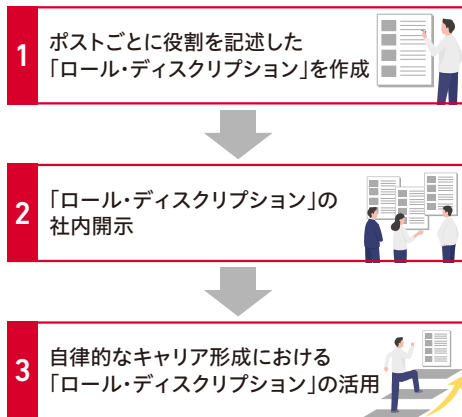 1
ポストごとに役割を記述した
「ロール・ディスクリプション」を作成
2
「ロール・ディスクリプション」の
社内開示
3
自律的なキャリア形成における
「ロール・ディスクリプション」の活用